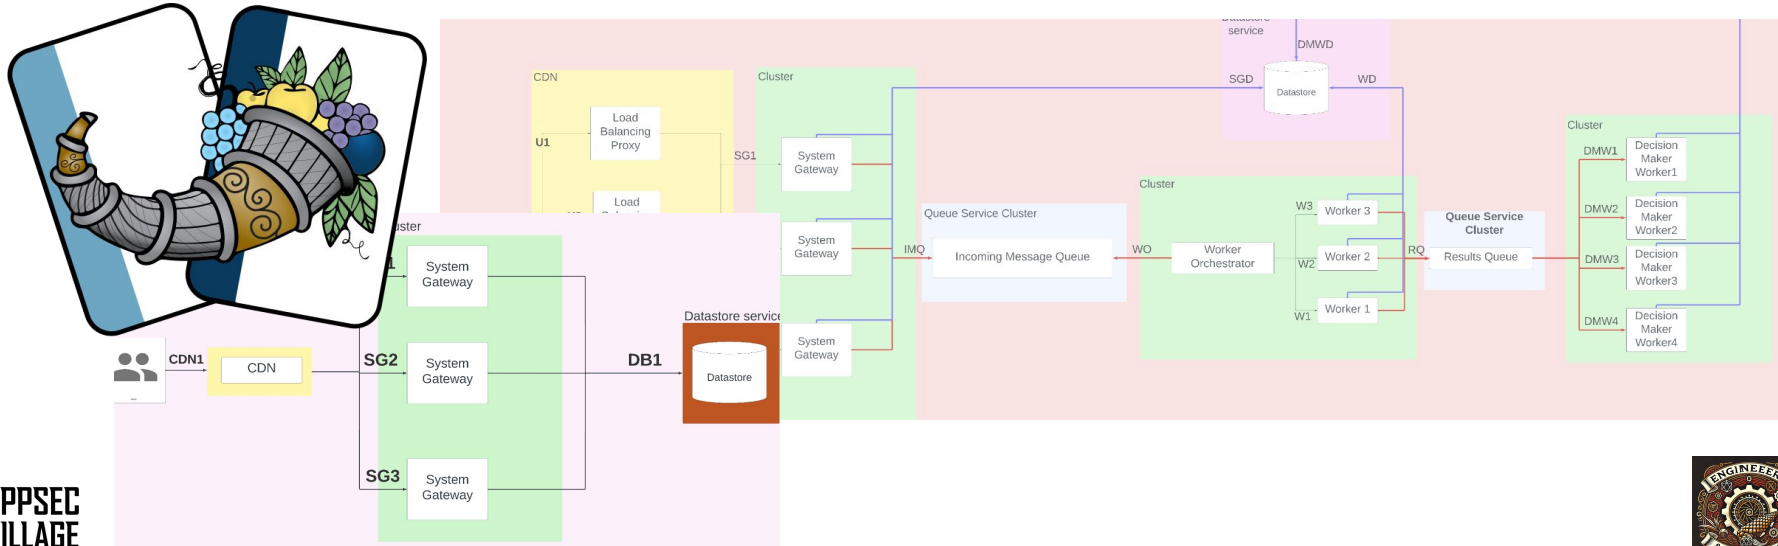 Datastore
service
DMWD
SGD
WD
Datastore
CDN
Load
Balancing
Proxy
U1
Load
SG1
Cluster
System
Gateway
System
Gateway
System
Gateway
IMQ
Queue Service Cluster
Incoming Message Queue
WO
Cluster
Worker
Orchestrator
W3
W2
W1
Worker 3
Worker 2
Worker 1
RQ
Queue Service
Cluster
Results Queue
Cluster
DMW1
Decision
Maker
Worker1
DMW2
Decision
Maker
Worker2
DMW3
Decision
Maker
Worker3
DMW4
Decision
Maker
Worker4
uster
1
System
Gateway
CDN1
CDN
SG2
System
Gateway
SG3
System
Gateway
DB1
Datastore service
Datastore
PPSEC
ILLAGE
ENGINEEER